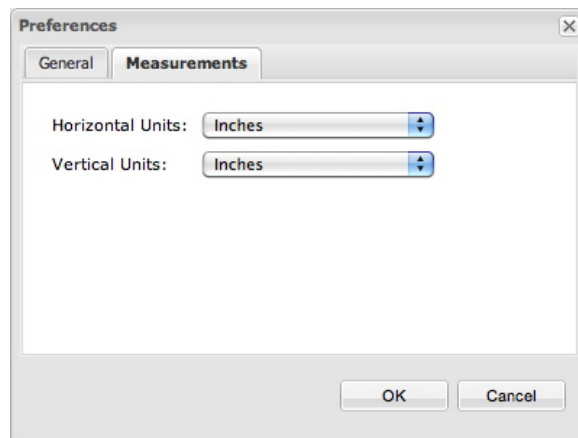 Preferences
General Measurements
Horizontal Units: Inches
Vertical Units: Inches
OK Cancel